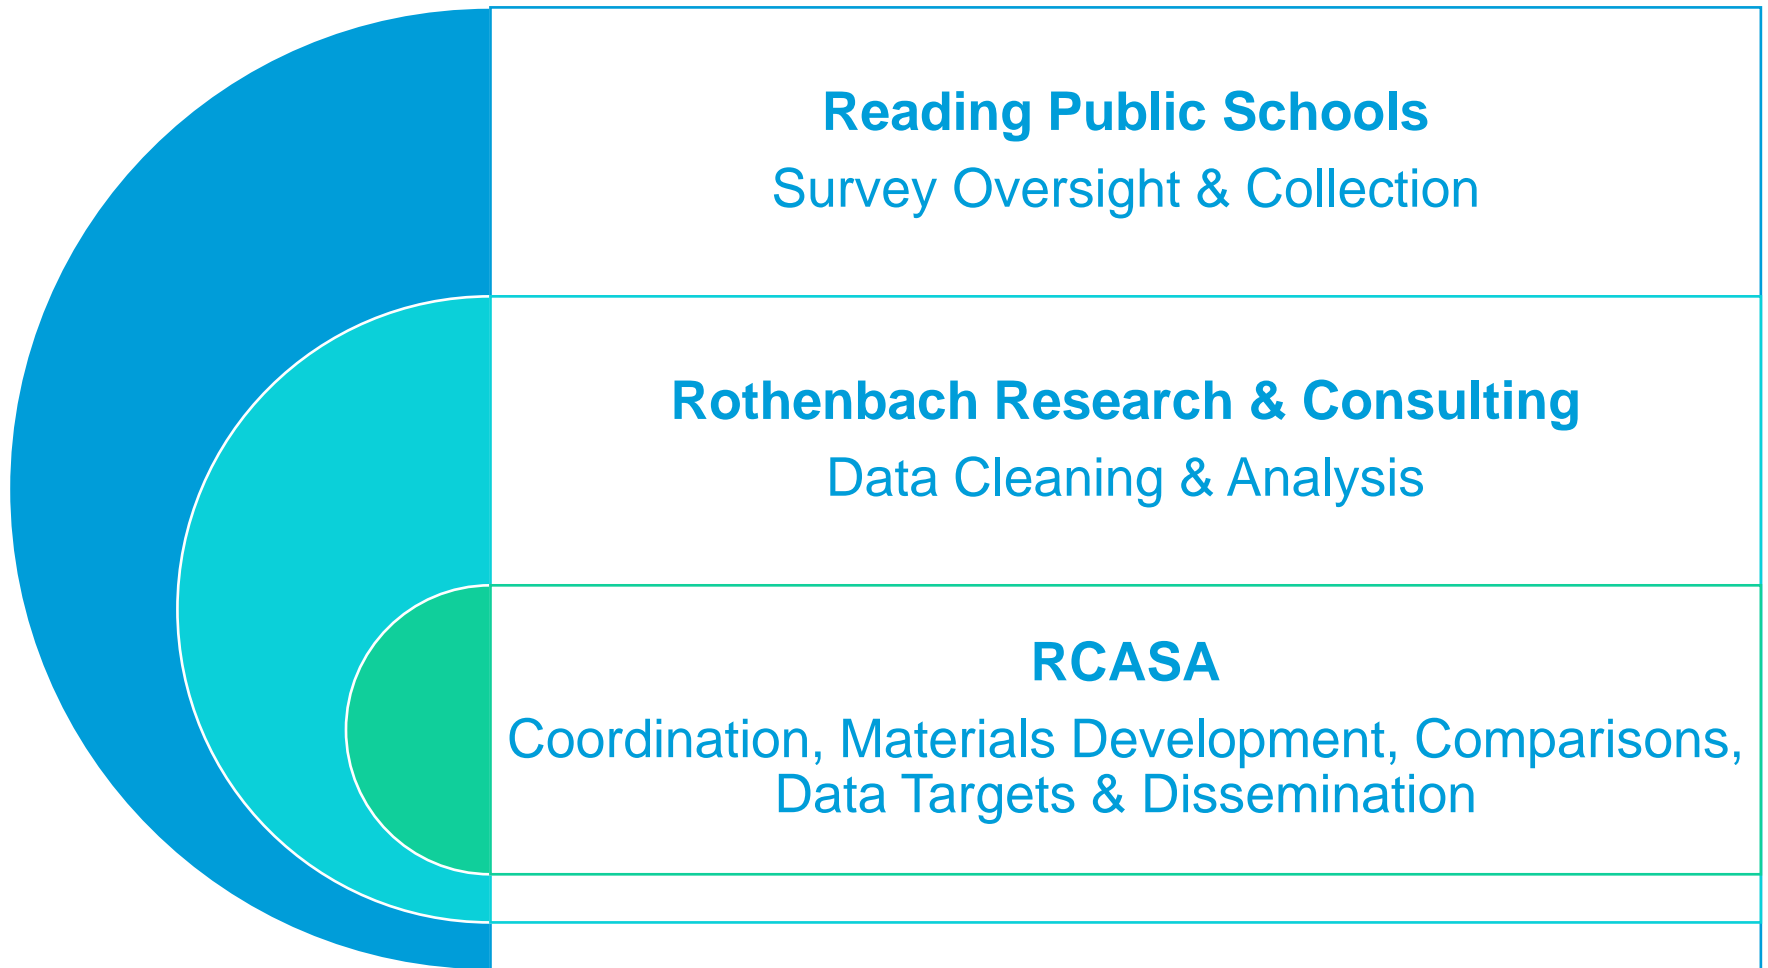 Reading Public Schools
Survey Oversight & Collection
Rothenbach Research & Consulting
Data Cleaning & Analysis
RCASA
Coordination, Materials Development, Comparisons,
Data Targets & Dissemination